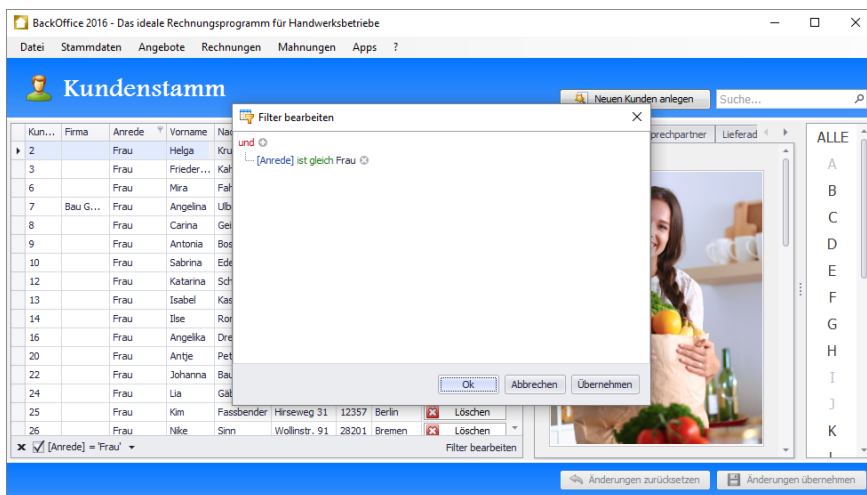 BackOffice 2016 - Das ideale Rechnungsprogramm für Handwerksbetriebe
Datei Stammdaten Angebote Rechnungen Mahnungen Apps ?
Kundenstamm
Neuen Kunden anlegen Suche...
Filter bearbeiten
und
[Anrede] ist gleich Frau
Ok Abbrechen Übernehmen
Kun... Firma Anrede Vorname
2 Frau Helga
3 Frau Frieder...
6 Frau Mira
7 Bau G... Frau Angelina
8 Frau Carina
9 Frau Antonia
10 Frau Sabrina
12 Frau Katarina
13 Frau Isabel
14 Frau Ilse
16 Frau Angelika
20 Frau Antje
22 Frau Johanna
24 Frau Lia
25 Frau Kim Fassbender Hirseweg 31 12357 Berlin Löschen
26 Frau Nike Sinn Wollinstr. 91 28201 Bremen Löschen
[Anrede] = 'Frau' Filter bearbeiten
ALLE
A
B
C
D
E
F
G
H
I
J
K
Änderungen zurücksetzen Änderungen übernehmen